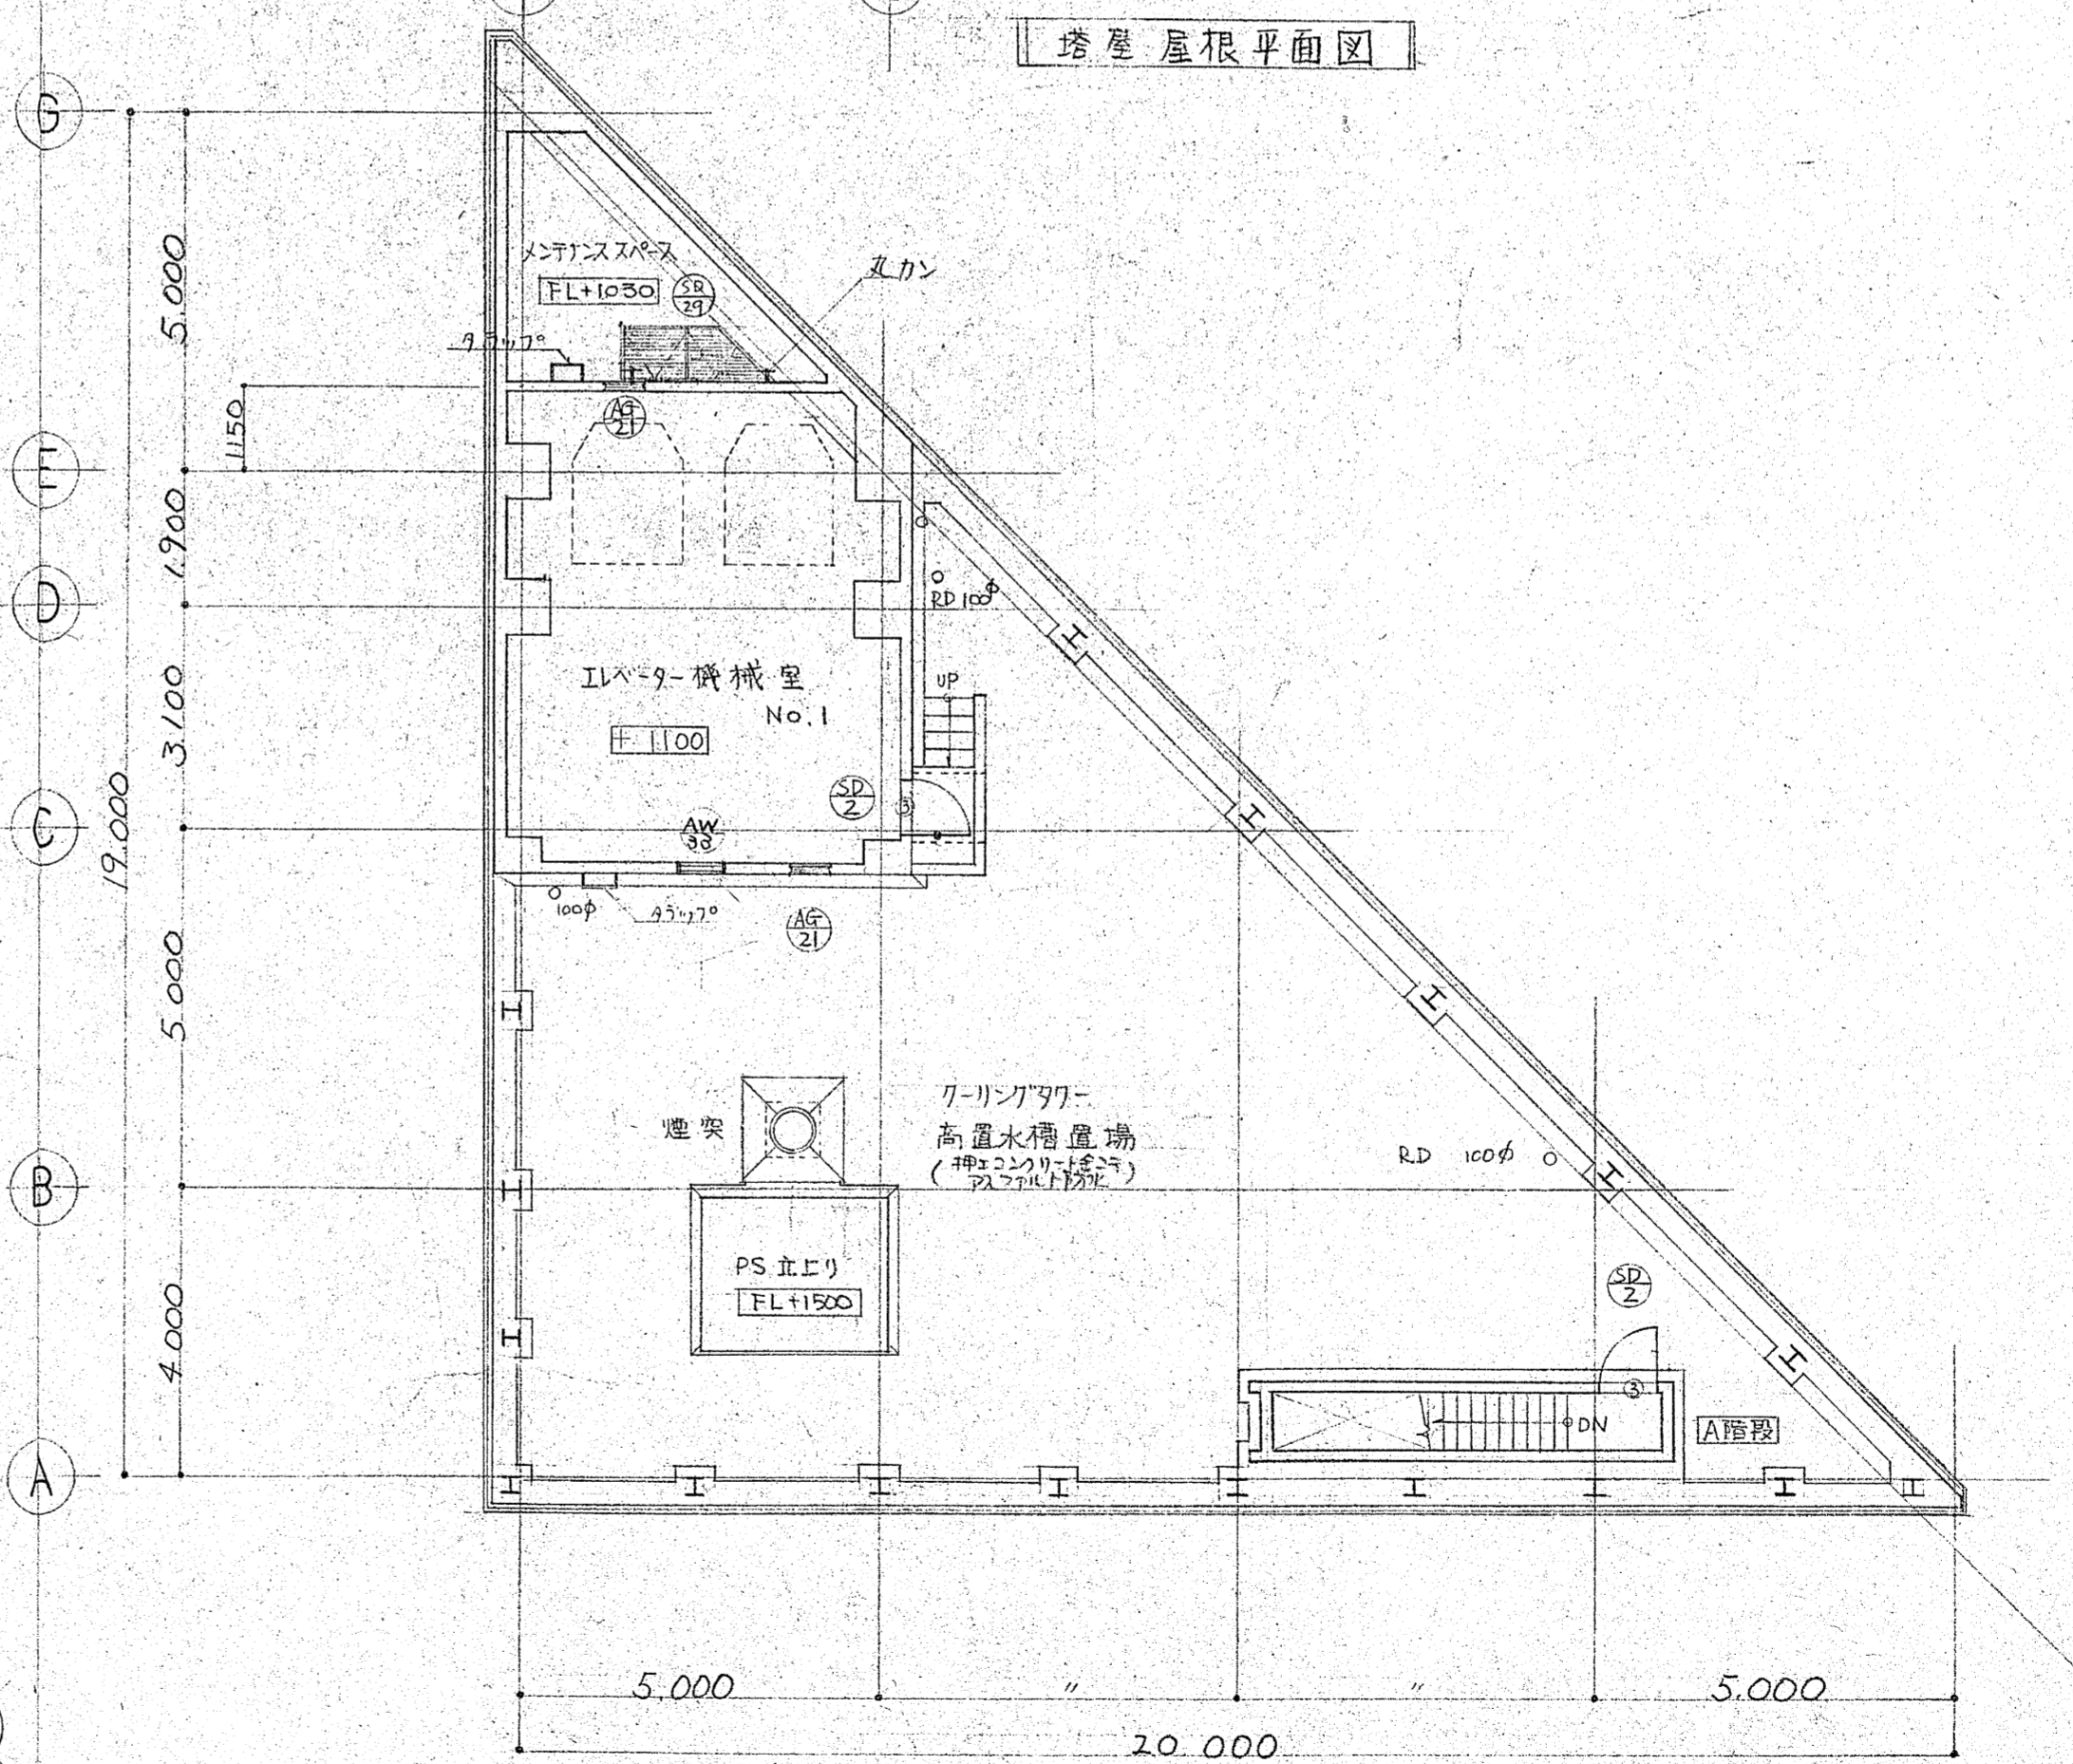 塔屋 屋根平面図
G
5.000
メンテナンススペース
FL+1030
SD
29
丸カン
タラップ
1150
AG
21
E
1.900
D
RD 100φ
3.100
エレベーター機械室
No.1
+1100
UP
SD
2
3
AW
33
C
19.000
100φ
タラップ
AG
21
5.000
煙突
クーリングタワー
高置水槽置場
(押エコンクリート金ゴテ
アスファルト防水)
RD 100φ
B
PS立上り
FL+1500
SD
2
3
4.000
DN
A階段
A
5.000
〃
〃
5.000
20.000